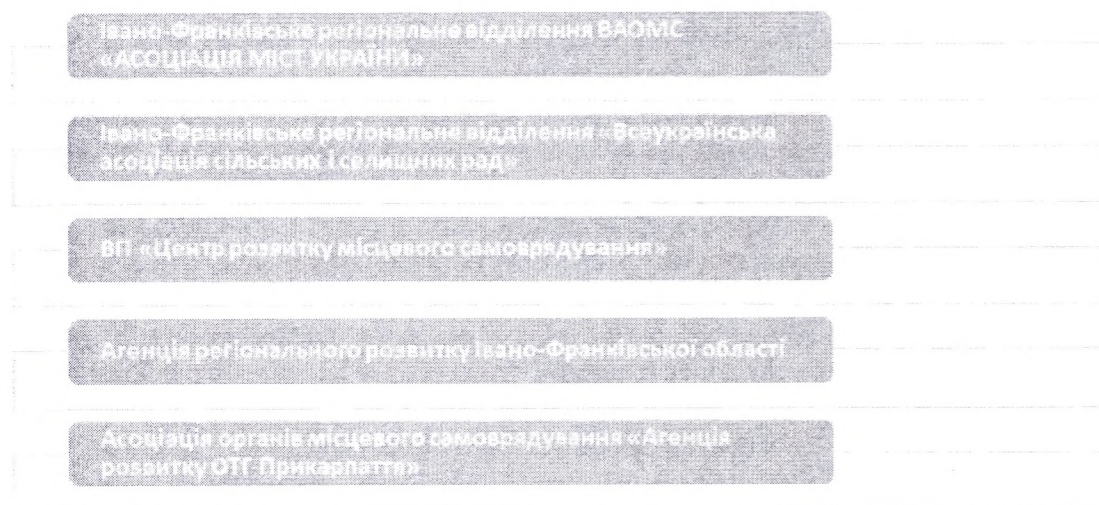 Івано-Франківське регіональне відділення ВАОМС
«АСОЦІАЦІЯ МІСТ УКРАЇНИ»
Івано-Франківське регіональне відділення «Всеукраїнська
асоціація сільських і селищних рад»
ВП «Центр розвитку місцевого самоврядування»
Агенція регіонального розвитку Івано-Франківської області
Асоціація органів місцевого самоврядування «Агенція
розвитку ОТГ Прикарпаття»